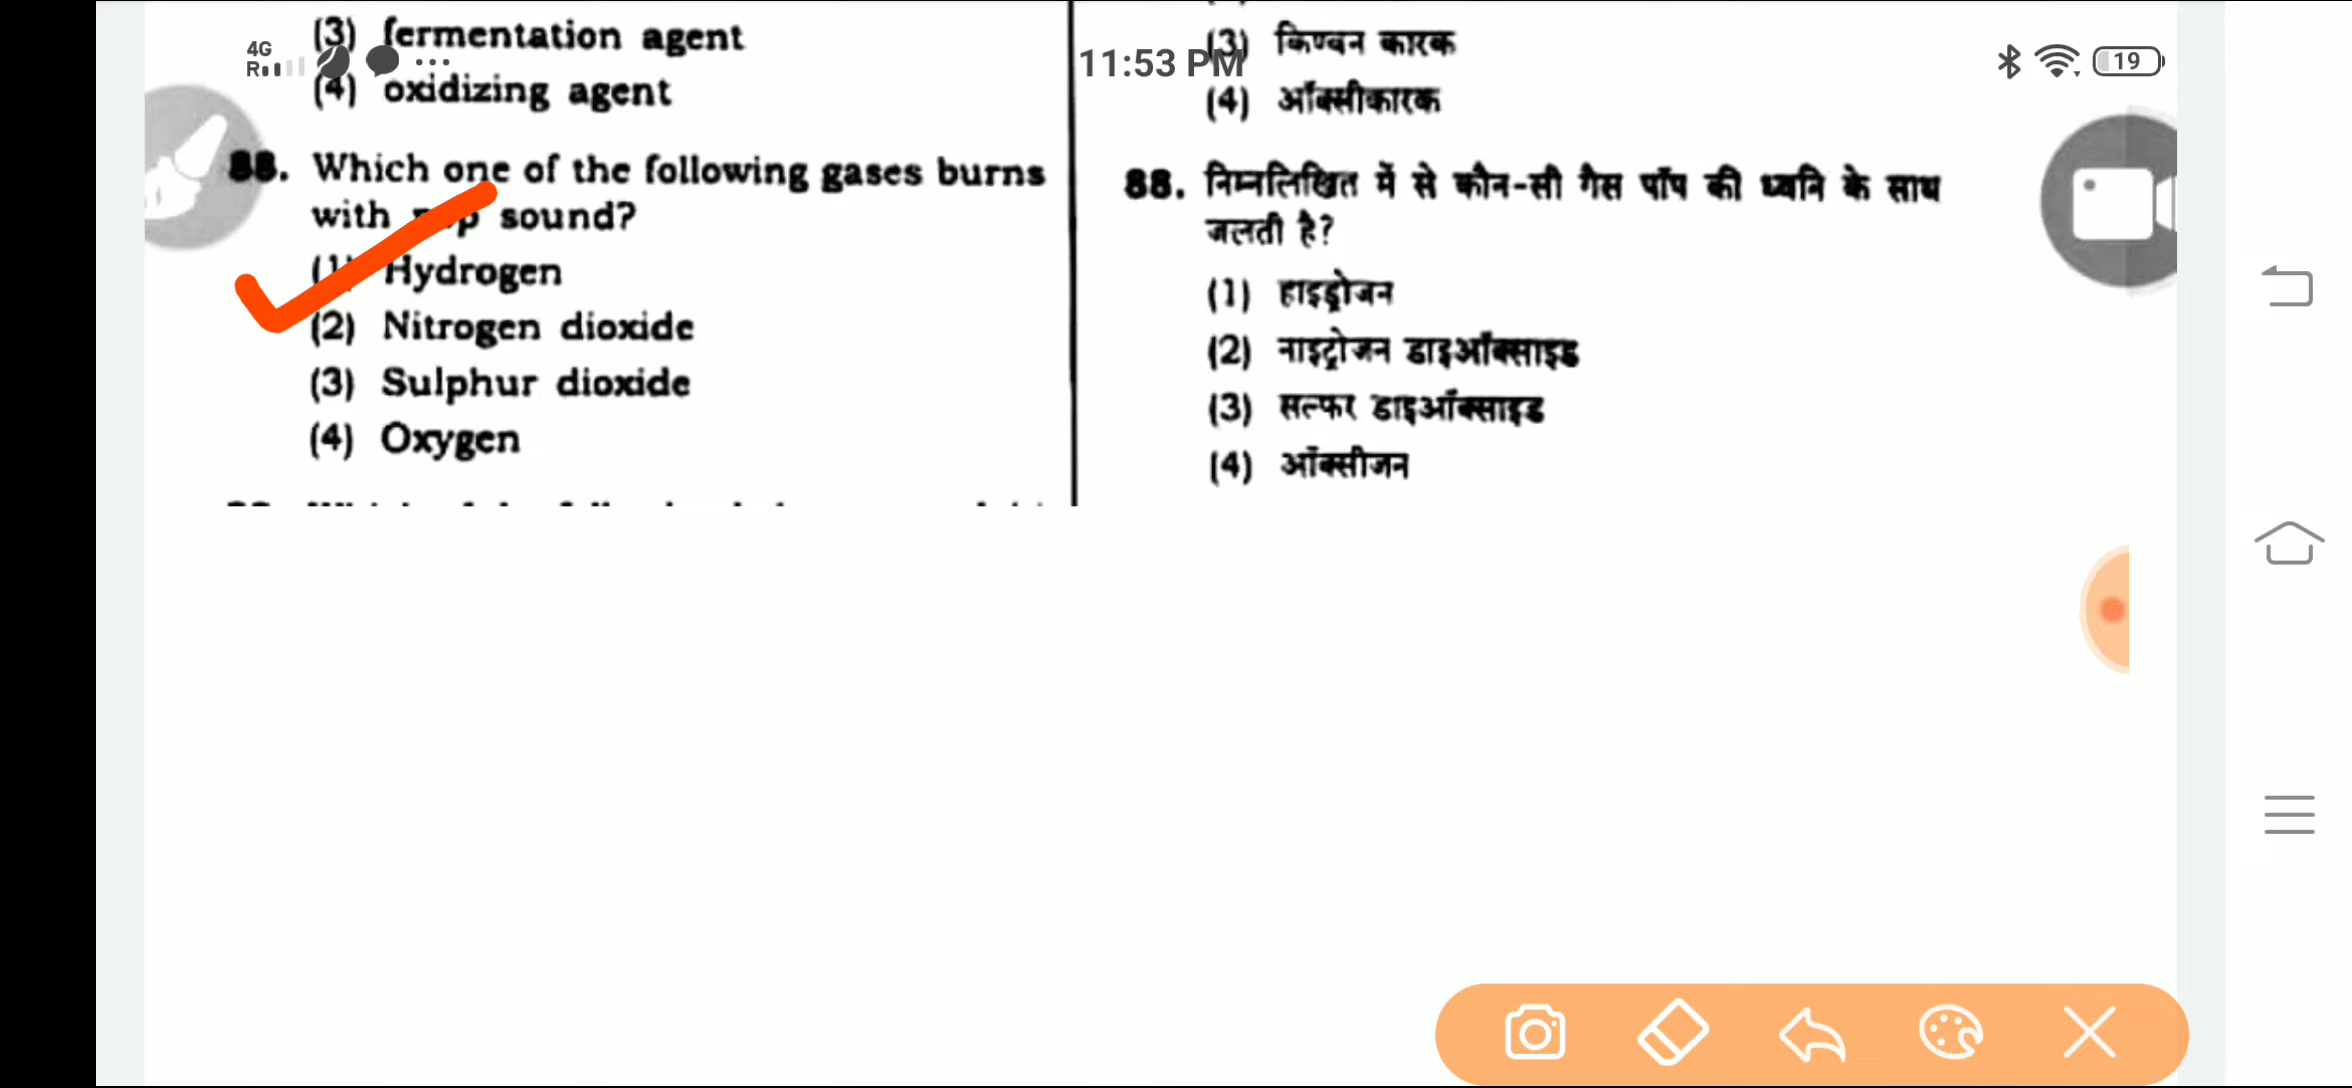 (3) fermentation agent
(4) oxidizing agent
88. Which one of the following gases burns
with pop sound?
(1) Hydrogen
(2) Nitrogen dioxide
(3) Sulphur dioxide
(4) Oxygen
(3) किण्वन कारक
(4) ऑक्सीकारक
88. निम्नलिखित में से कौन-सी गैस पॉप की ध्वनि के साथ
जलती है?
(1) हाइड्रोजन
(2) नाइट्रोजन डाइऑक्साइड
(3) सल्फर डाइऑक्साइड
(4) ऑक्सीजन
4G
R
11:53 PM
19